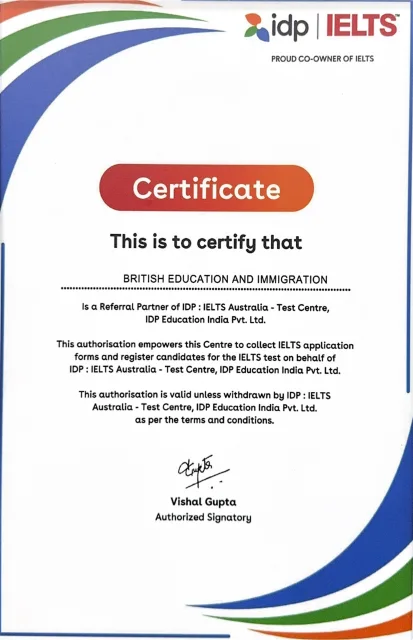 idp | IELTS™
PROUD CO-OWNER OF IELTS
Certificate
This is to certify that
BRITISH EDUCATION AND IMMIGRATION
Is a Referral Partner of IDP : IELTS Australia - Test Centre,
IDP Education India Pvt. Ltd.
This authorisation empowers this Centre to collect IELTS application
forms and register candidates for the IELTS test on behalf of
IDP : IELTS Australia - Test Centre, IDP Education India Pvt. Ltd.
This authorisation is valid unless withdrawn by IDP : IELTS
Australia - Test Centre, IDP Education India Pvt. Ltd.
as per the terms and conditions.
Vishal Gupta
Authorized Signatory